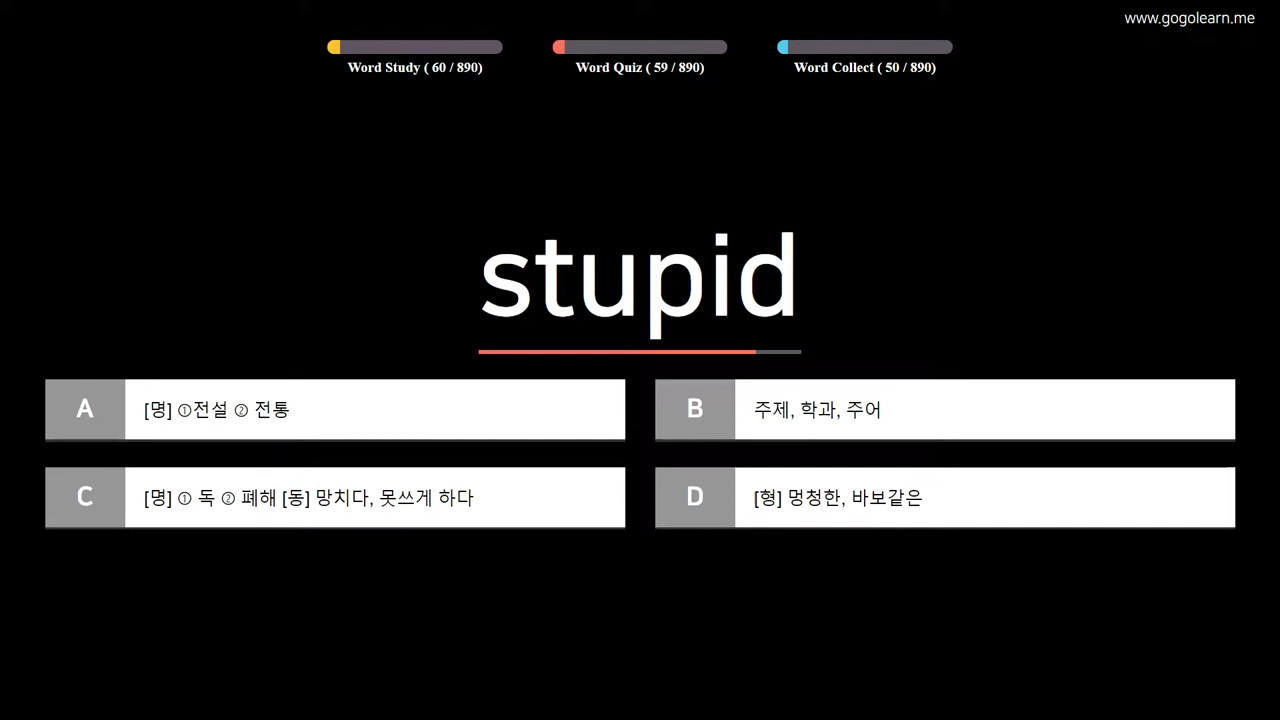 www.gogolearn.me
Word Study ( 60 / 890)
Word Quiz ( 59 / 890)
Word Collect ( 50 / 890)
stupid
A
[명] ①전설 ② 전통
B
주제, 학과, 주어
C
[명] ① 독 ② 폐해 [동] 망치다, 못쓰게 하다
D
[형] 멍청한, 바보같은